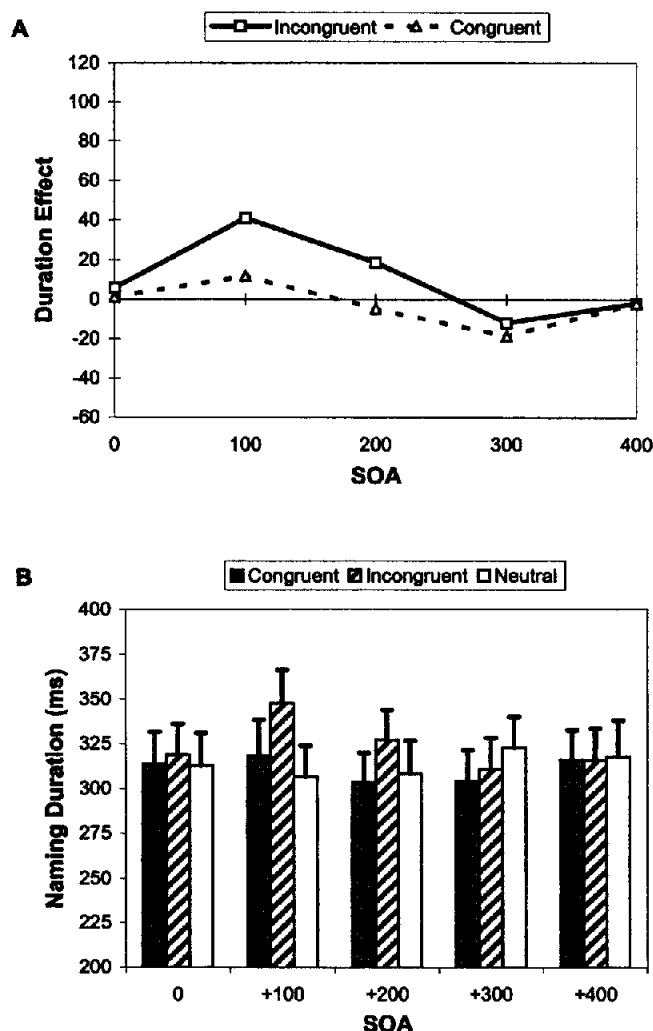 A
Incongruent Congruent
120
100
80
60
40
20
0
-20
-40
-60
Duration Effect
0 100 200 300 400
SOA
B
Congruent Incongruent Neutral
400
375
350
325
300
275
250
225
200
Naming Duration (ms)
0 +100 +200 +300 +400
SOA